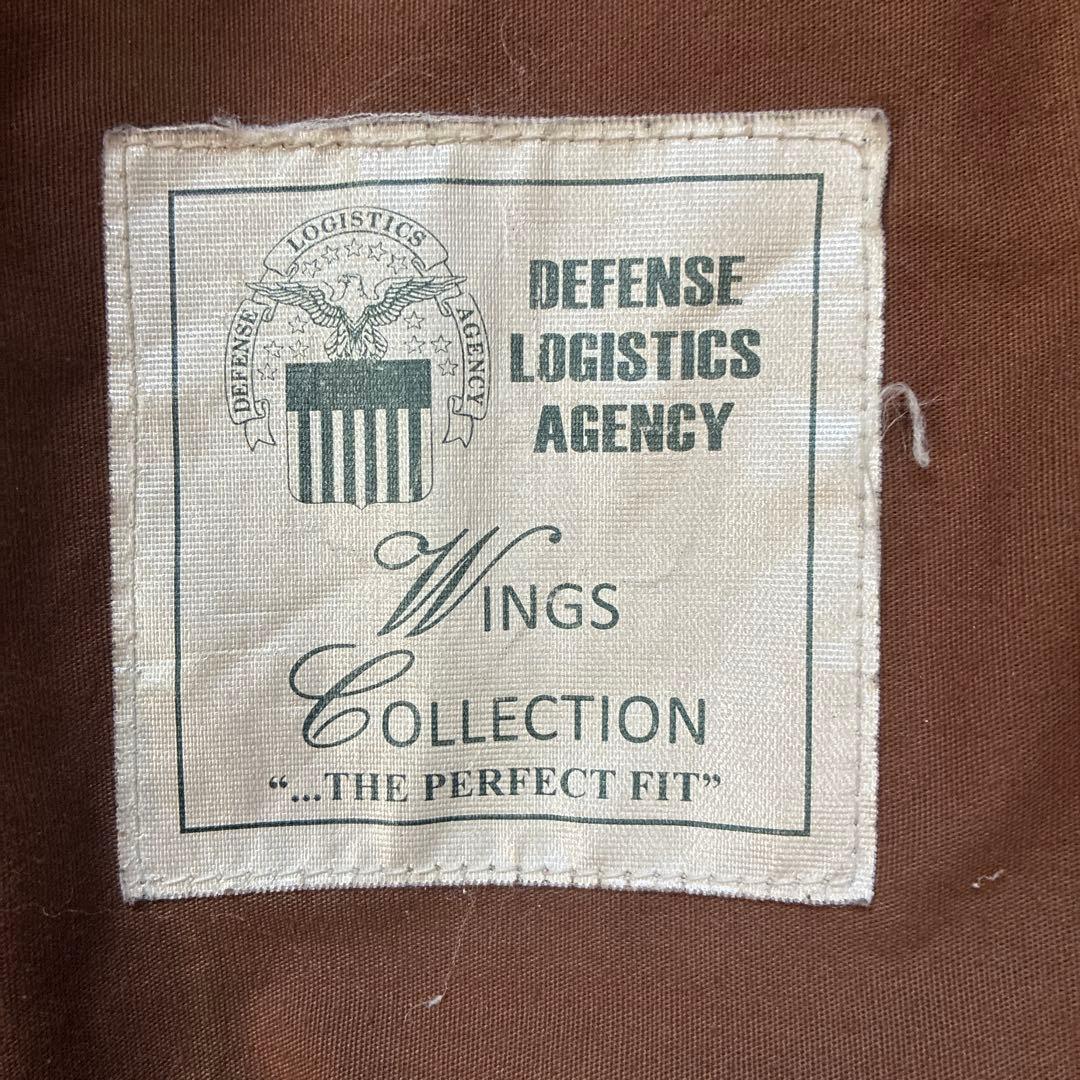 DEFENSE LOGISTICS AGENCY
DEFENSE
LOGISTICS
AGENCY
WINGS
COLLECTION
“...THE PERFECT FIT”